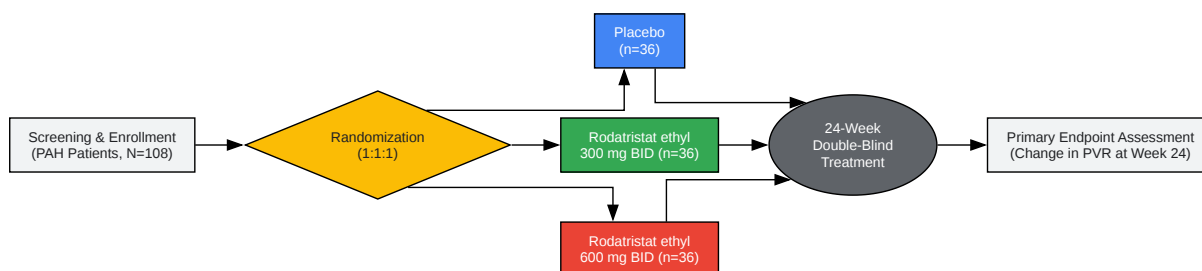 Screening & Enrollment
(PAH Patients, N=108)
Randomization
(1:1:1)
Placebo
(n=36)
Rodatristat ethyl
300 mg BID (n=36)
Rodatristat ethyl
600 mg BID (n=36)
24-Week
Double-Blind
Treatment
Primary Endpoint Assessment
(Change in PVR at Week 24)